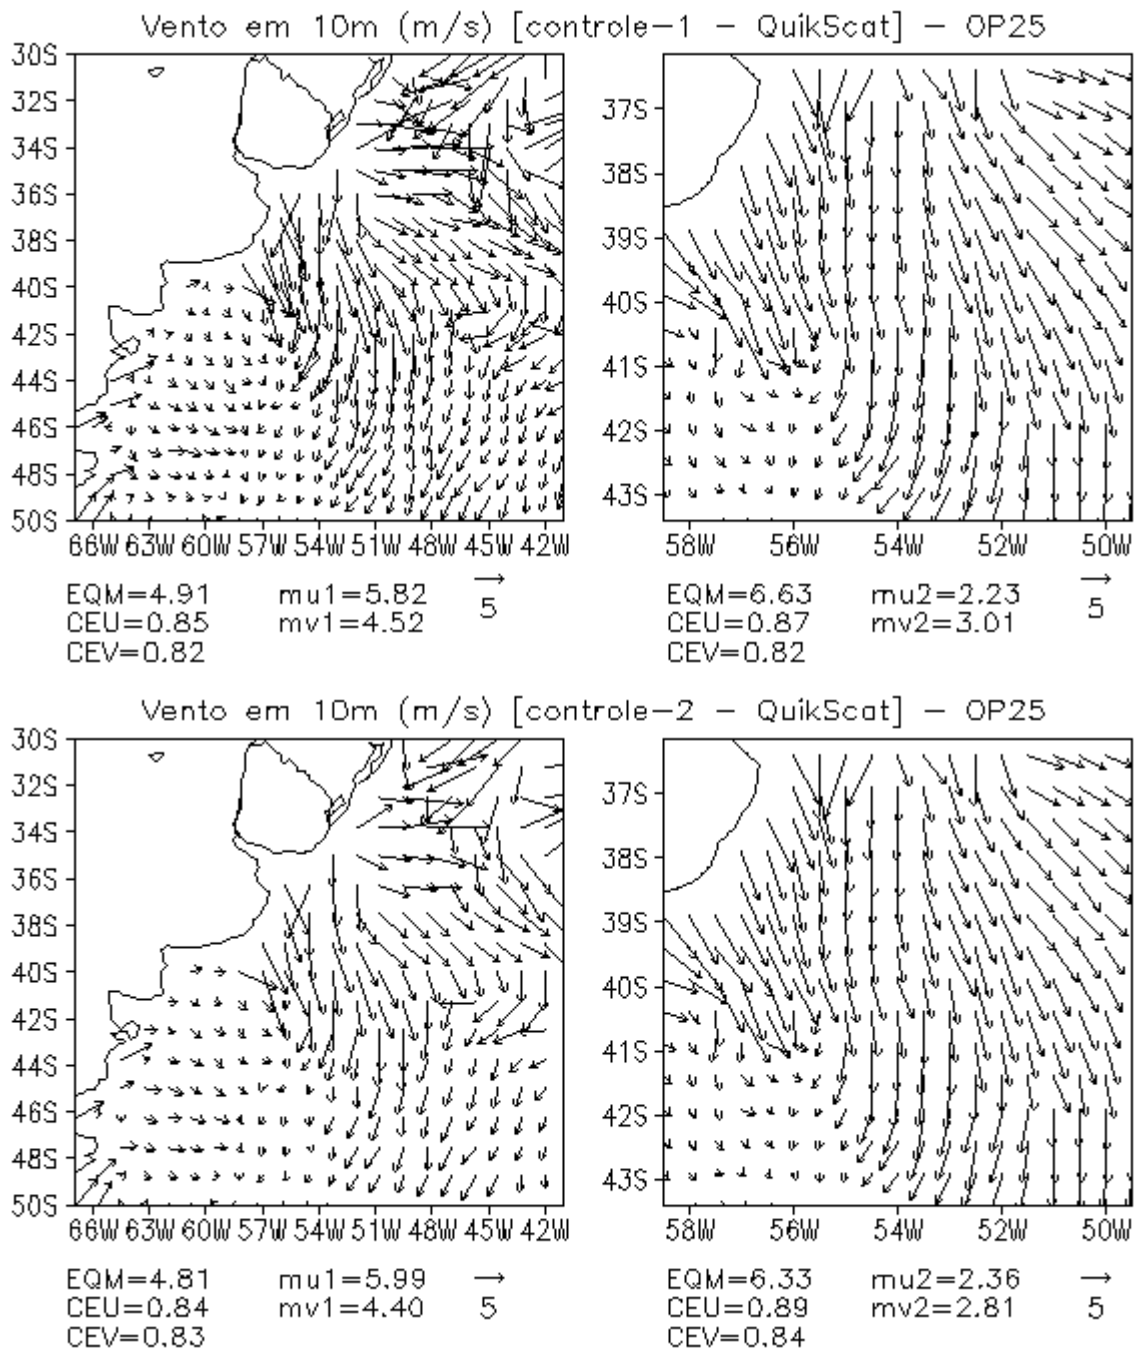 Vento em 10m (m/s) [controle-1 - QuikScat] - OP25
30S
32S
34S
36S
38S
40S
42S
44S
46S
48S
50S
66W 63W 60W 57W 54W 51W 48W 45W 42W
37S
38S
39S
40S
41S
42S
43S
58W 56W 54W 52W 50W
EQM=4.91 mu1=5.82
CEU=0.85 mv1=4.52 5
CEV=0.82
EQM=6.63 mu2=2.23
CEU=0.87 mv2=3.01 5
CEV=0.82
Vento em 10m (m/s) [controle-2 - QuikScat] - OP25
30S
32S
34S
36S
38S
40S
42S
44S
46S
48S
50S
66W 63W 60W 57W 54W 51W 48W 45W 42W
37S
38S
39S
40S
41S
42S
43S
58W 56W 54W 52W 50W
EQM=4.81 mu1=5.99
CEU=0.84 mv1=4.40 5
CEV=0.83
EQM=6.33 mu2=2.36
CEU=0.89 mv2=2.81 5
CEV=0.84